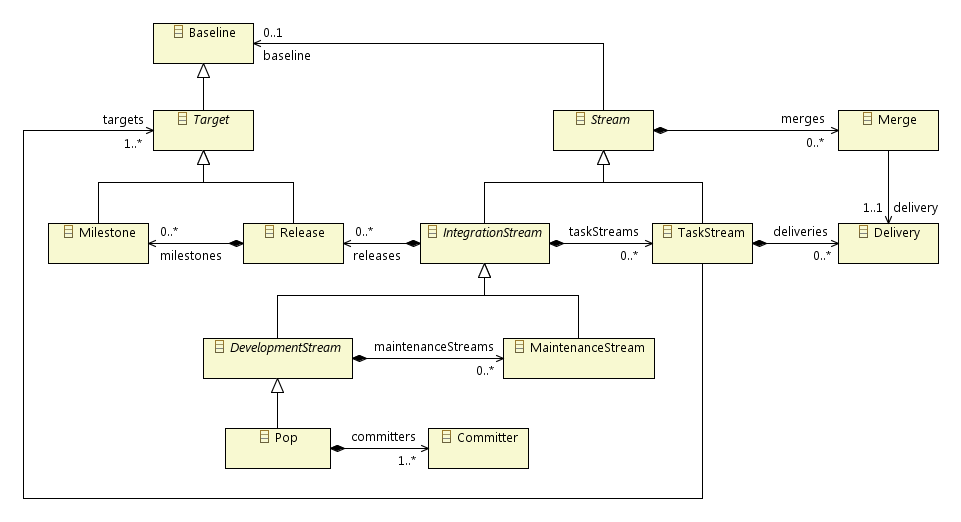 Baseline
0..1
baseline
targets
1..*
Target
Stream
merges
0..*
Merge
1..1 delivery
Milestone
0..*
milestones
Release
0..*
releases
IntegrationStream
taskStreams
0..*
TaskStream
deliveries
0..*
Delivery
DevelopmentStream
maintenanceStreams
0..*
MaintenanceStream
Pop
committers
1..*
Committer